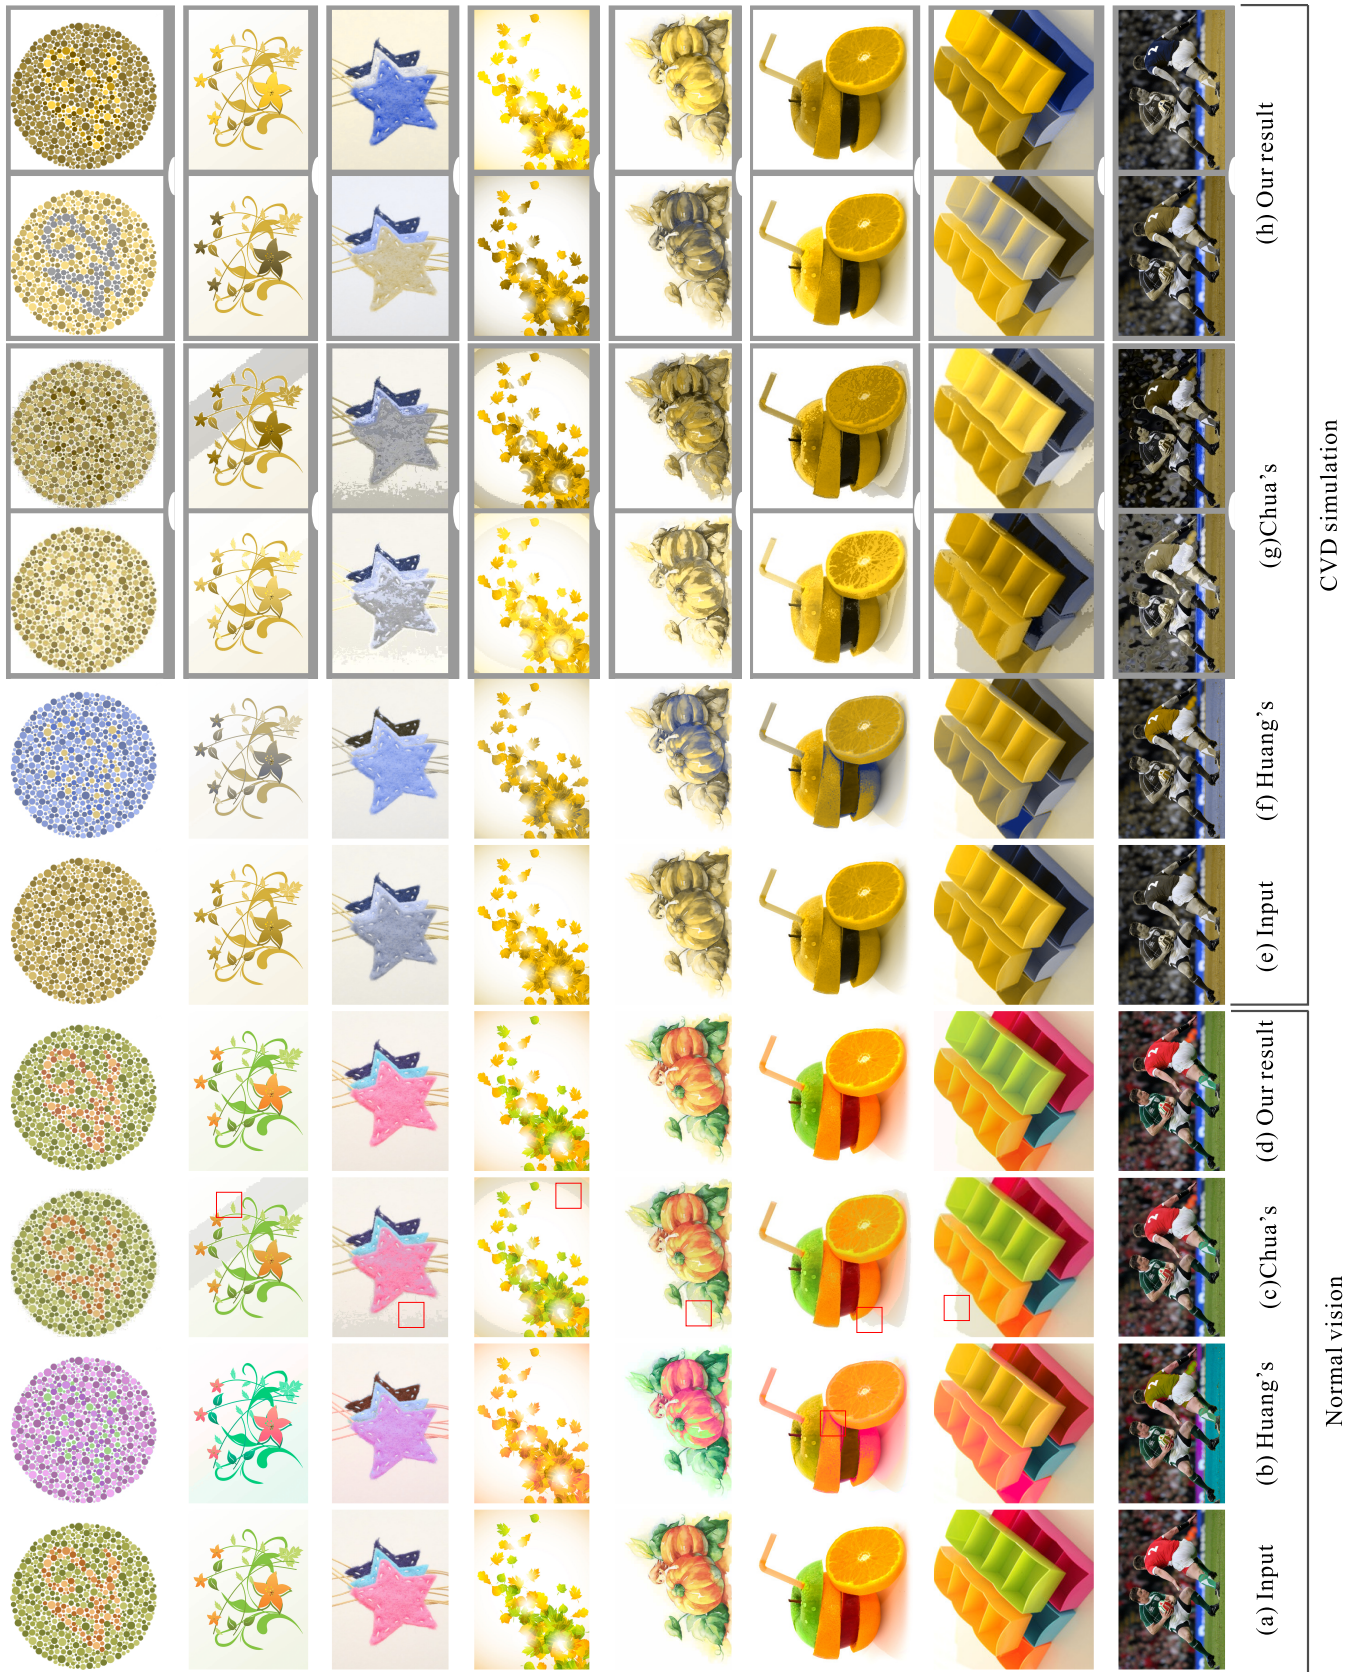 (a) Input
(b) Huang's
(c)Chua's
(d) Our result
(e) Input
(f) Huang's
(g)Chua's
(h) Our result
Normal vision
CVD simulation